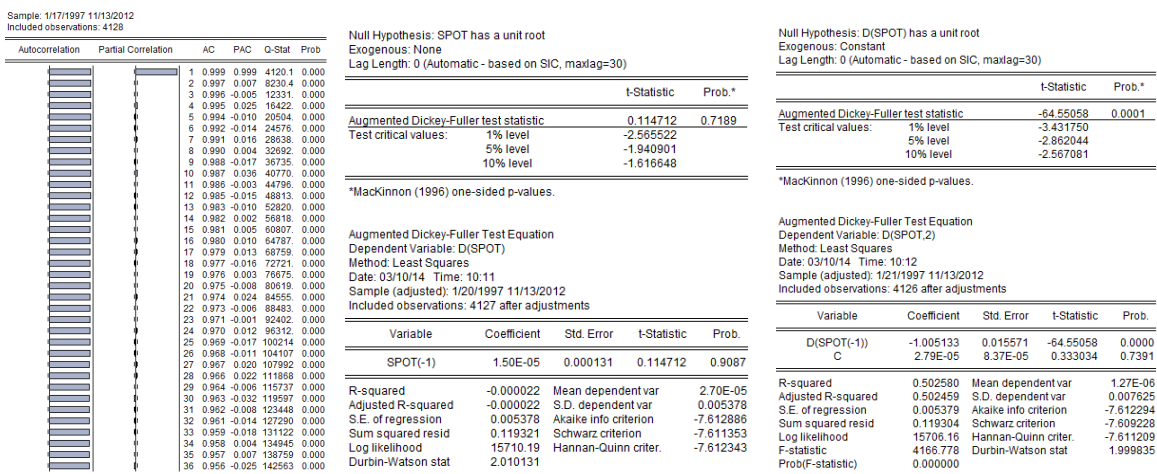 Sample: 1/17/1997 11/13/2012
Included observations: 4128
Autocorrelation Partial Correlation AC PAC Q-Stat Prob
1 0.999 0.999 4120.1 0.000
2 0.997 0.007 8230.4 0.000
3 0.996 -0.005 12331. 0.000
4 0.995 0.025 16422. 0.000
5 0.994 -0.010 20504. 0.000
6 0.992 -0.014 24576. 0.000
7 0.991 0.016 28638. 0.000
8 0.990 0.004 32692. 0.000
9 0.988 -0.017 36735. 0.000
10 0.987 0.036 40770. 0.000
11 0.986 -0.003 44796. 0.000
12 0.985 -0.015 48813. 0.000
13 0.983 -0.010 52820. 0.000
14 0.982 0.002 56818. 0.000
15 0.981 0.005 60807. 0.000
16 0.980 0.010 64787. 0.000
17 0.979 0.013 68759. 0.000
18 0.977 -0.016 72721. 0.000
19 0.976 0.003 76675. 0.000
20 0.975 -0.008 80619. 0.000
21 0.974 0.024 84555. 0.000
22 0.973 -0.006 88483. 0.000
23 0.971 -0.001 92402. 0.000
24 0.970 0.012 96312. 0.000
25 0.969 -0.017 100214 0.000
26 0.968 -0.011 104107 0.000
27 0.967 0.020 107992 0.000
28 0.966 0.022 111868 0.000
29 0.964 -0.006 115737 0.000
30 0.963 -0.032 119597 0.000
31 0.962 -0.008 123448 0.000
32 0.961 -0.014 127290 0.000
33 0.959 -0.018 131122 0.000
34 0.958 0.004 134945 0.000
35 0.957 0.007 138759 0.000
36 0.956 -0.025 142563 0.000
Null Hypothesis: SPOT has a unit root
Exogenous: None
Lag Length: 0 (Automatic - based on SIC, maxlag=30)
t-Statistic Prob.*
Augmented Dickey-Fuller test statistic 0.114712 0.7189
Test critical values: 1% level -2.565522
5% level -1.940901
10% level -1.616648
*MacKinnon (1996) one-sided p-values.
Augmented Dickey-Fuller Test Equation
Dependent Variable: D(SPOT)
Method: Least Squares
Date: 03/10/14 Time: 10:11
Sample (adjusted): 1/20/1997 11/13/2012
Included observations: 4127 after adjustments
Variable Coefficient Std. Error t-Statistic Prob.
SPOT(-1) 1.50E-05 0.000131 0.114712 0.9087
R-squared -0.000022 Mean dependent var 2.70E-05
Adjusted R-squared -0.000022 S.D. dependent var 0.005378
S.E. of regression 0.005378 Akaike info criterion -7.612886
Sum squared resid 0.119321 Schwarz criterion -7.611353
Log likelihood 15710.19 Hannan-Quinn criter. -7.612343
Durbin-Watson stat 2.010131
Null Hypothesis: D(SPOT) has a unit root
Exogenous: Constant
Lag Length: 0 (Automatic - based on SIC, maxlag=30)
t-Statistic Prob.*
Augmented Dickey-Fuller test statistic -64.55058 0.0001
Test critical values: 1% level -3.431750
5% level -2.862044
10% level -2.567081
*MacKinnon (1996) one-sided p-values.
Augmented Dickey-Fuller Test Equation
Dependent Variable: D(SPOT,2)
Method: Least Squares
Date: 03/10/14 Time: 10:12
Sample (adjusted): 1/21/1997 11/13/2012
Included observations: 4126 after adjustments
Variable Coefficient Std. Error t-Statistic Prob.
D(SPOT(-1)) -1.005133 0.015571 -64.55058 0.0000
C 2.79E-05 8.37E-05 0.333034 0.7391
R-squared 0.502580 Mean dependent var 1.27E-06
Adjusted R-squared 0.502459 S.D. dependent var 0.007625
S.E. of regression 0.005379 Akaike info criterion -7.612294
Sum squared resid 0.119304 Schwarz criterion -7.609228
Log likelihood 15706.16 Hannan-Quinn criter. -7.611209
F-statistic 4166.778 Durbin-Watson stat 1.999835
Prob(F-statistic) 0.000000